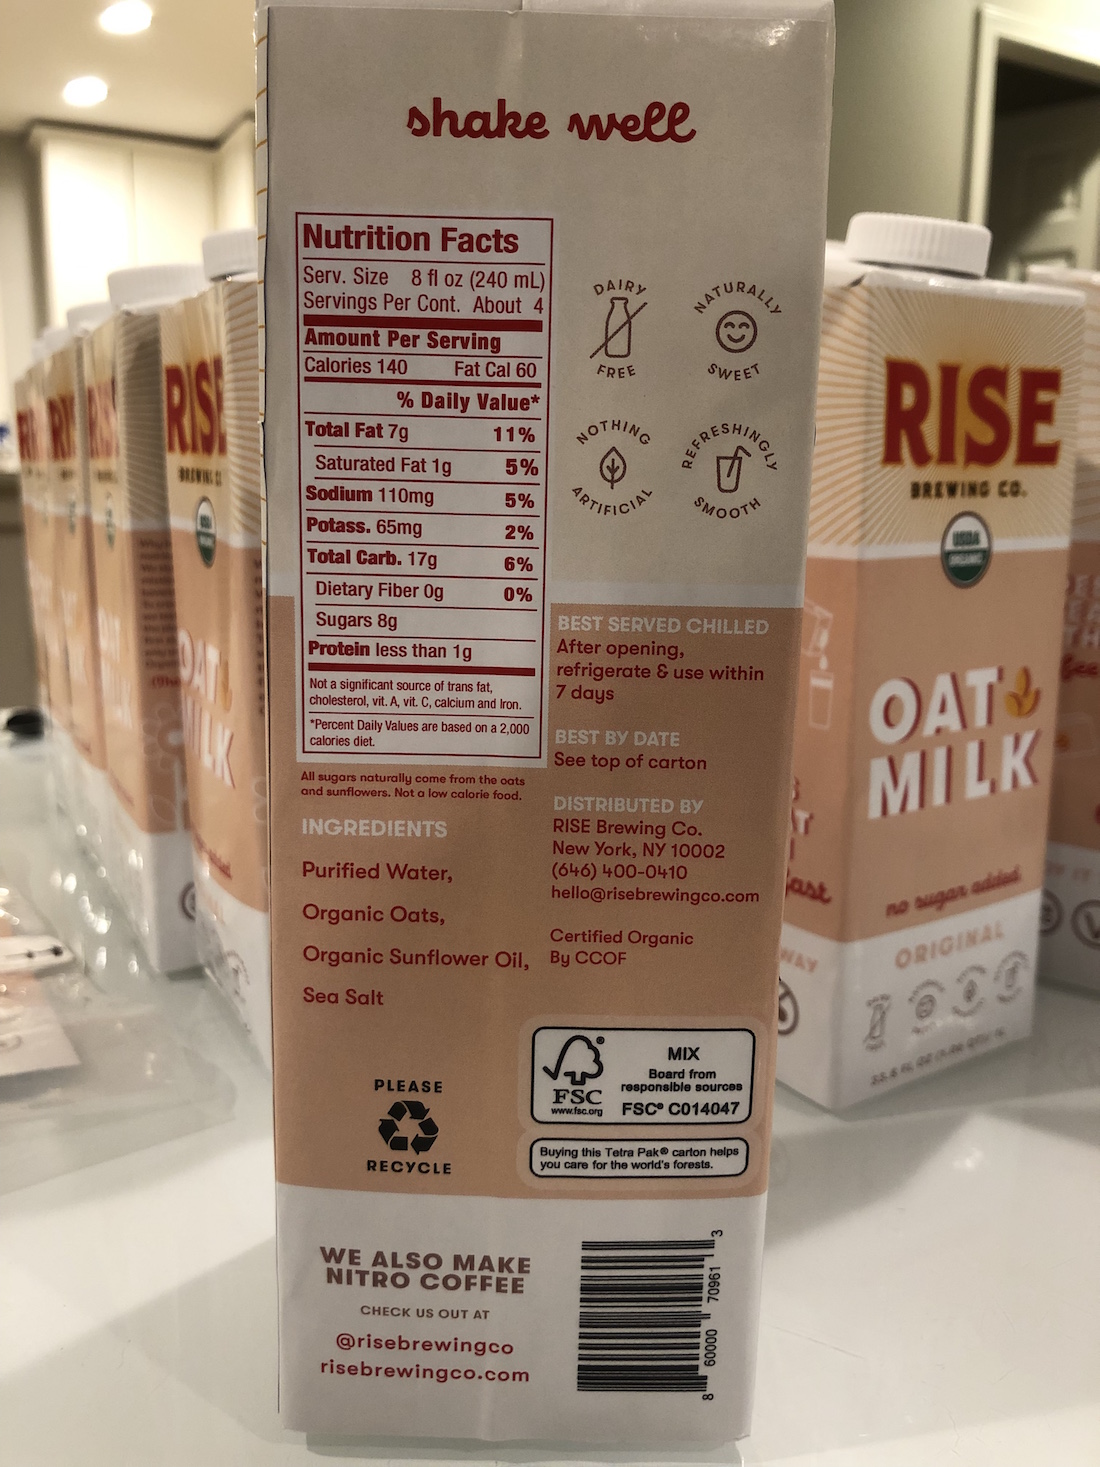 shake well
Nutrition Facts
Serv. Size 8 fl oz (240 mL)
Servings Per Cont. About 4
Amount Per Serving
Calories 140 Fat Cal 60
% Daily Value*
Total Fat 7g 11%
Saturated Fat 1g 5%
Sodium 110mg 5%
Potass. 65mg 2%
Total Carb. 17g 6%
Dietary Fiber 0g 0%
Sugars 8g
Protein less than 1g
Not a significant source of trans fat,
cholesterol, vit. A, vit. C, calcium and Iron.
*Percent Daily Values are based on a 2,000
calories diet.
All sugars naturally come from the oats
and sunflowers. Not a low calorie food.
INGREDIENTS
Purified Water,
Organic Oats,
Organic Sunflower Oil,
Sea Salt
DAIRY
FREE
NATURALLY
SWEET
NOTHING
ARTIFICIAL
REFRESHINGLY
SMOOTH
BEST SERVED CHILLED
After opening,
refrigerate & use within
7 days
BEST BY DATE
See top of carton
DISTRIBUTED BY
RISE Brewing Co.
New York, NY 10002
(646) 400-0410
hello@risebrewingco.com
Certified Organic
By CCOF
PLEASE
RECYCLE
FSC
www.fsc.org
MIX
Board from
responsible sources
FSC® C014047
Buying this Tetra Pak® carton helps
you care for the world's forests.
WE ALSO MAKE
NITRO COFFEE
CHECK US OUT AT
@risebrewingco
risebrewingco.com
8 60000 70961 3
RISE
BREWING CO.
USDA
ORGANIC
OAT
MILK
no sugar added
ORIGINAL
RISE
OAT
MILK